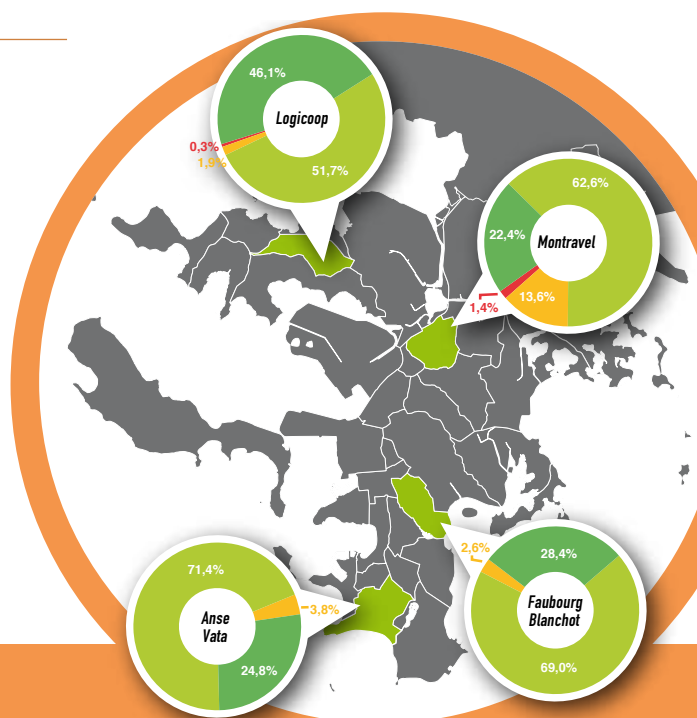 46,1%
Logicoop
0,3%
1,9%
51,7%
62,6%
22,4%
Montravel
13,6%
1,4%
71,4%
Anse
Vata
3,8%
24,8%
2,6%
28,4%
Faubourg
Blanchot
69,0%